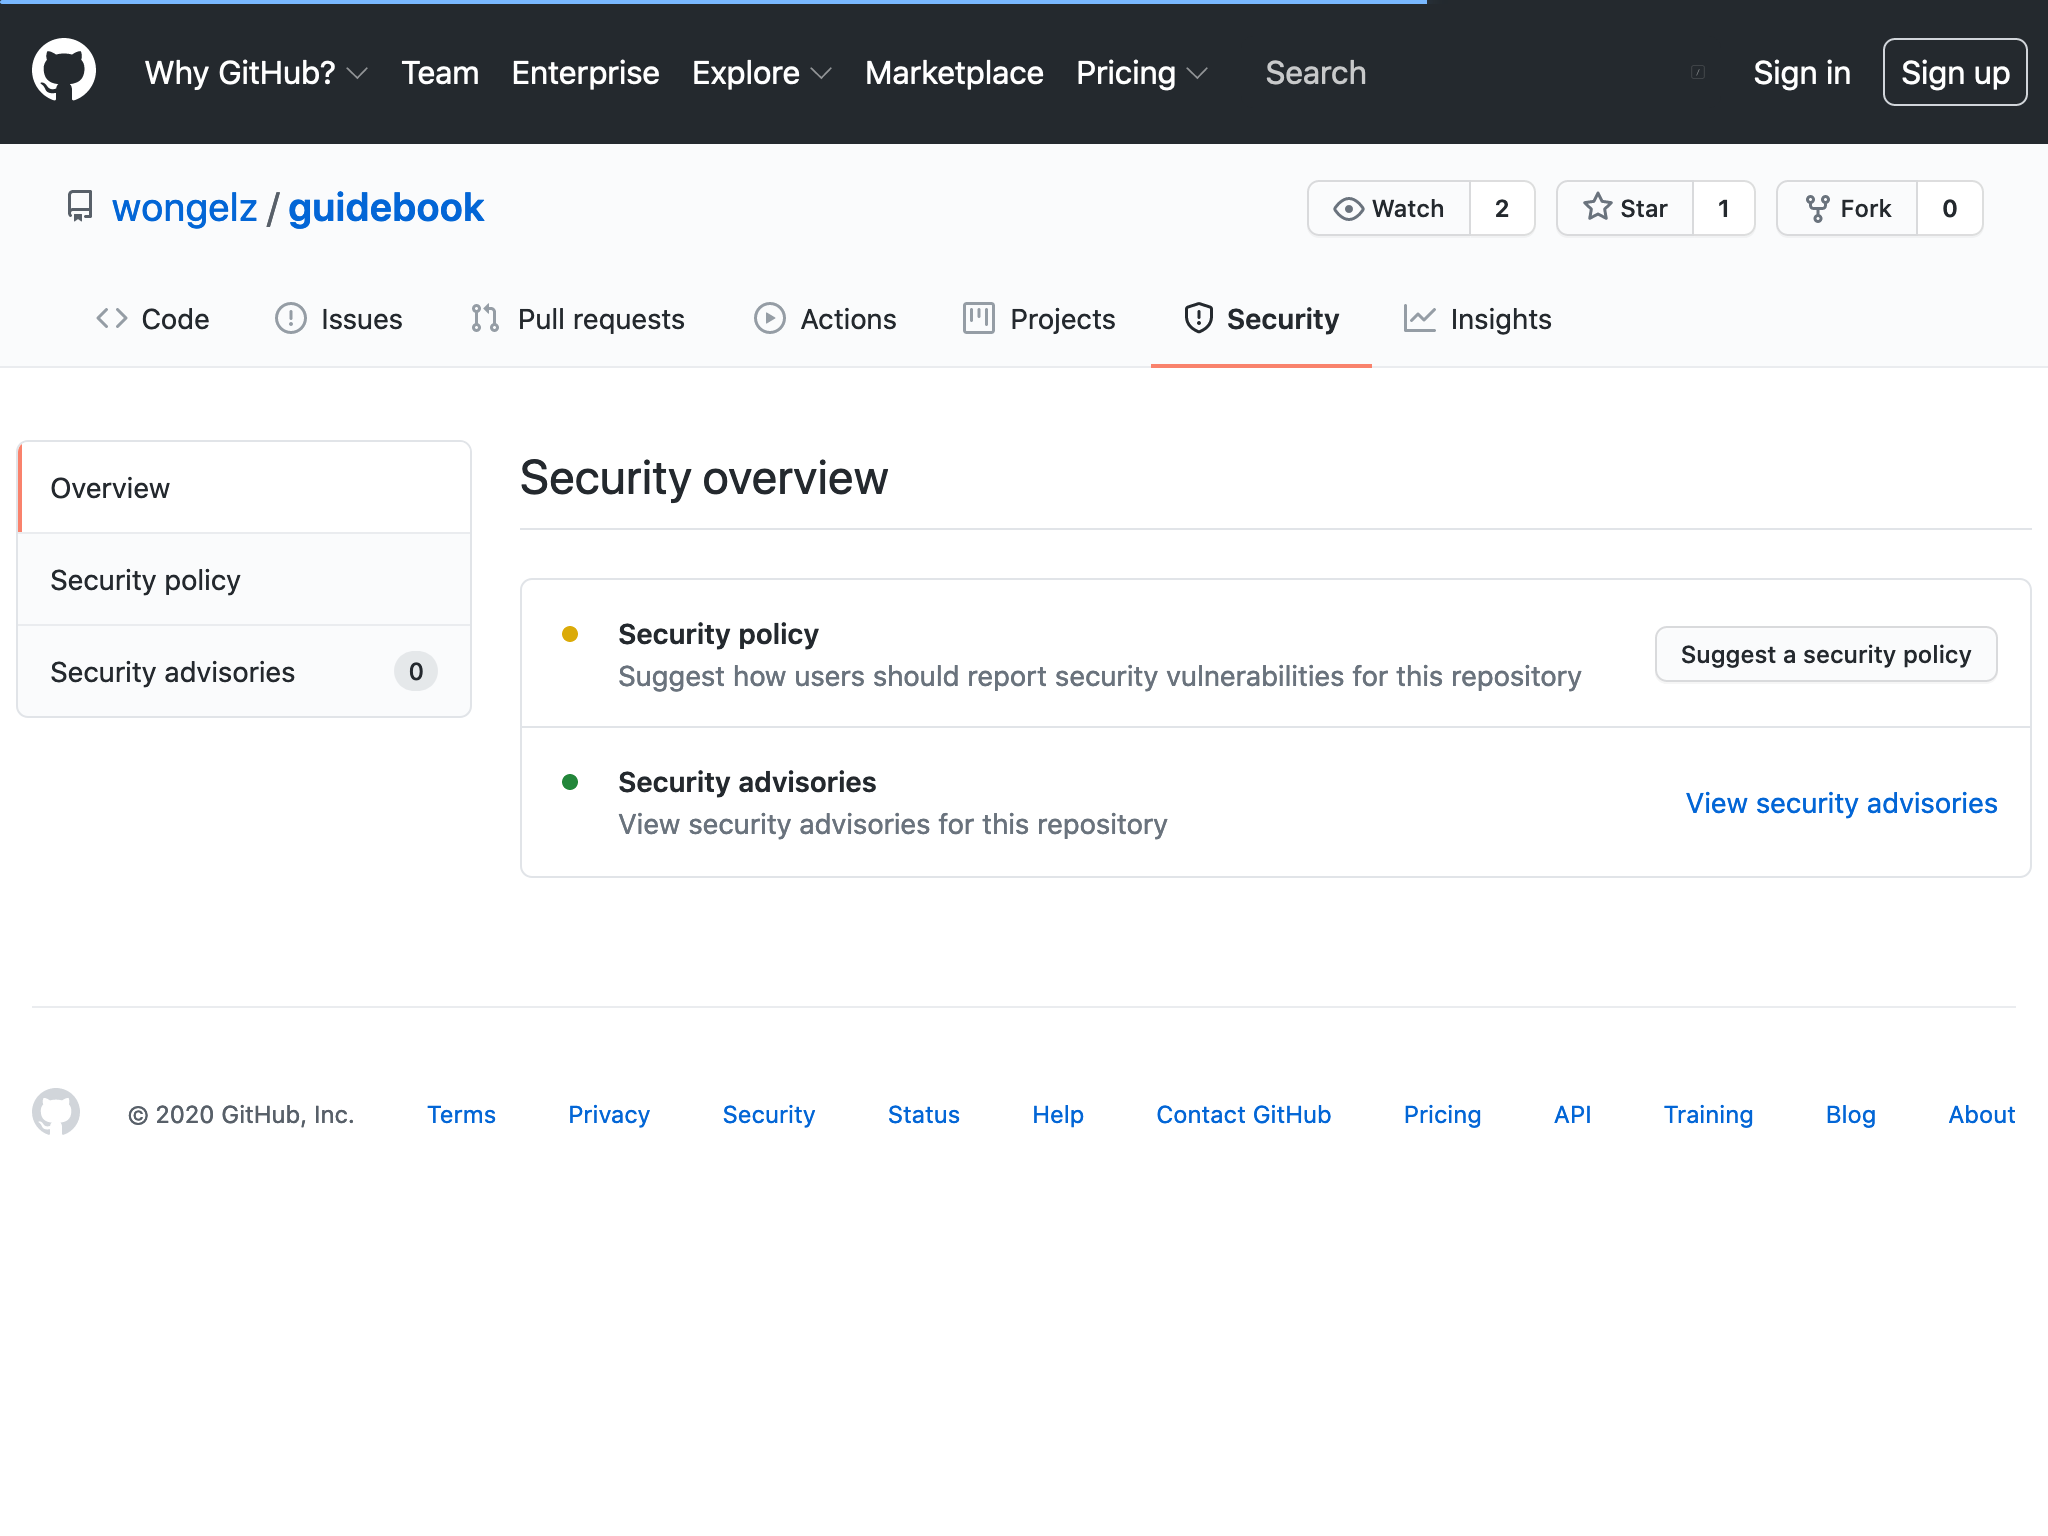 Why GitHub? Team Enterprise Explore Marketplace Pricing Search / Sign in Sign up
wongelz / guidebook Watch 2 Star 1 Fork 0
Code Issues Pull requests Actions Projects Security Insights
Overview
Security policy
Security advisories 0
Security overview
Security policy
Suggest how users should report security vulnerabilities for this repository
Suggest a security policy
Security advisories
View security advisories for this repository
View security advisories
© 2020 GitHub, Inc. Terms Privacy Security Status Help Contact GitHub Pricing API Training Blog About